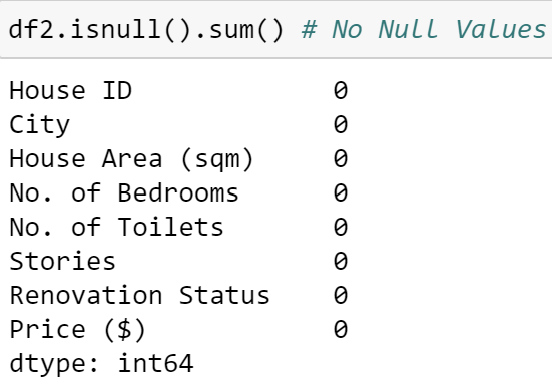 df2.isnull().sum() # No Null Values
House ID 0
City 0
House Area (sqm) 0
No. of Bedrooms 0
No. of Toilets 0
Stories 0
Renovation Status 0
Price ($) 0
dtype: int64